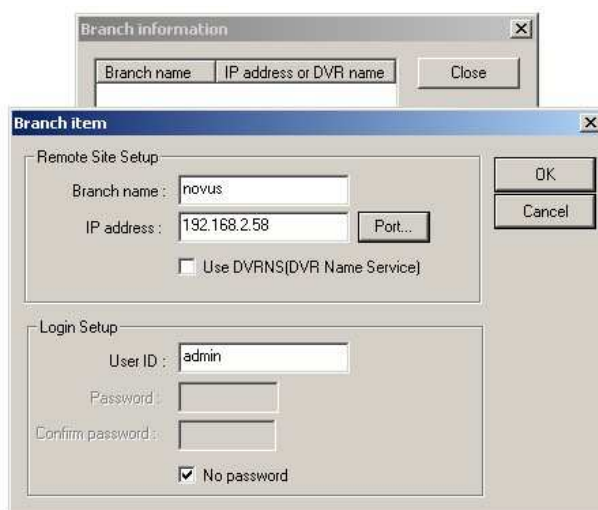 Branch information
Branch name IP address or DVR name Close
Branch item
Remote Site Setup
OK
Branch name : novus
Cancel
IP address : 192.168.2.58 Port...
Use DVRNS(DVR Name Service)
Login Setup
User ID : admin
Password :
Confirm password :
No password